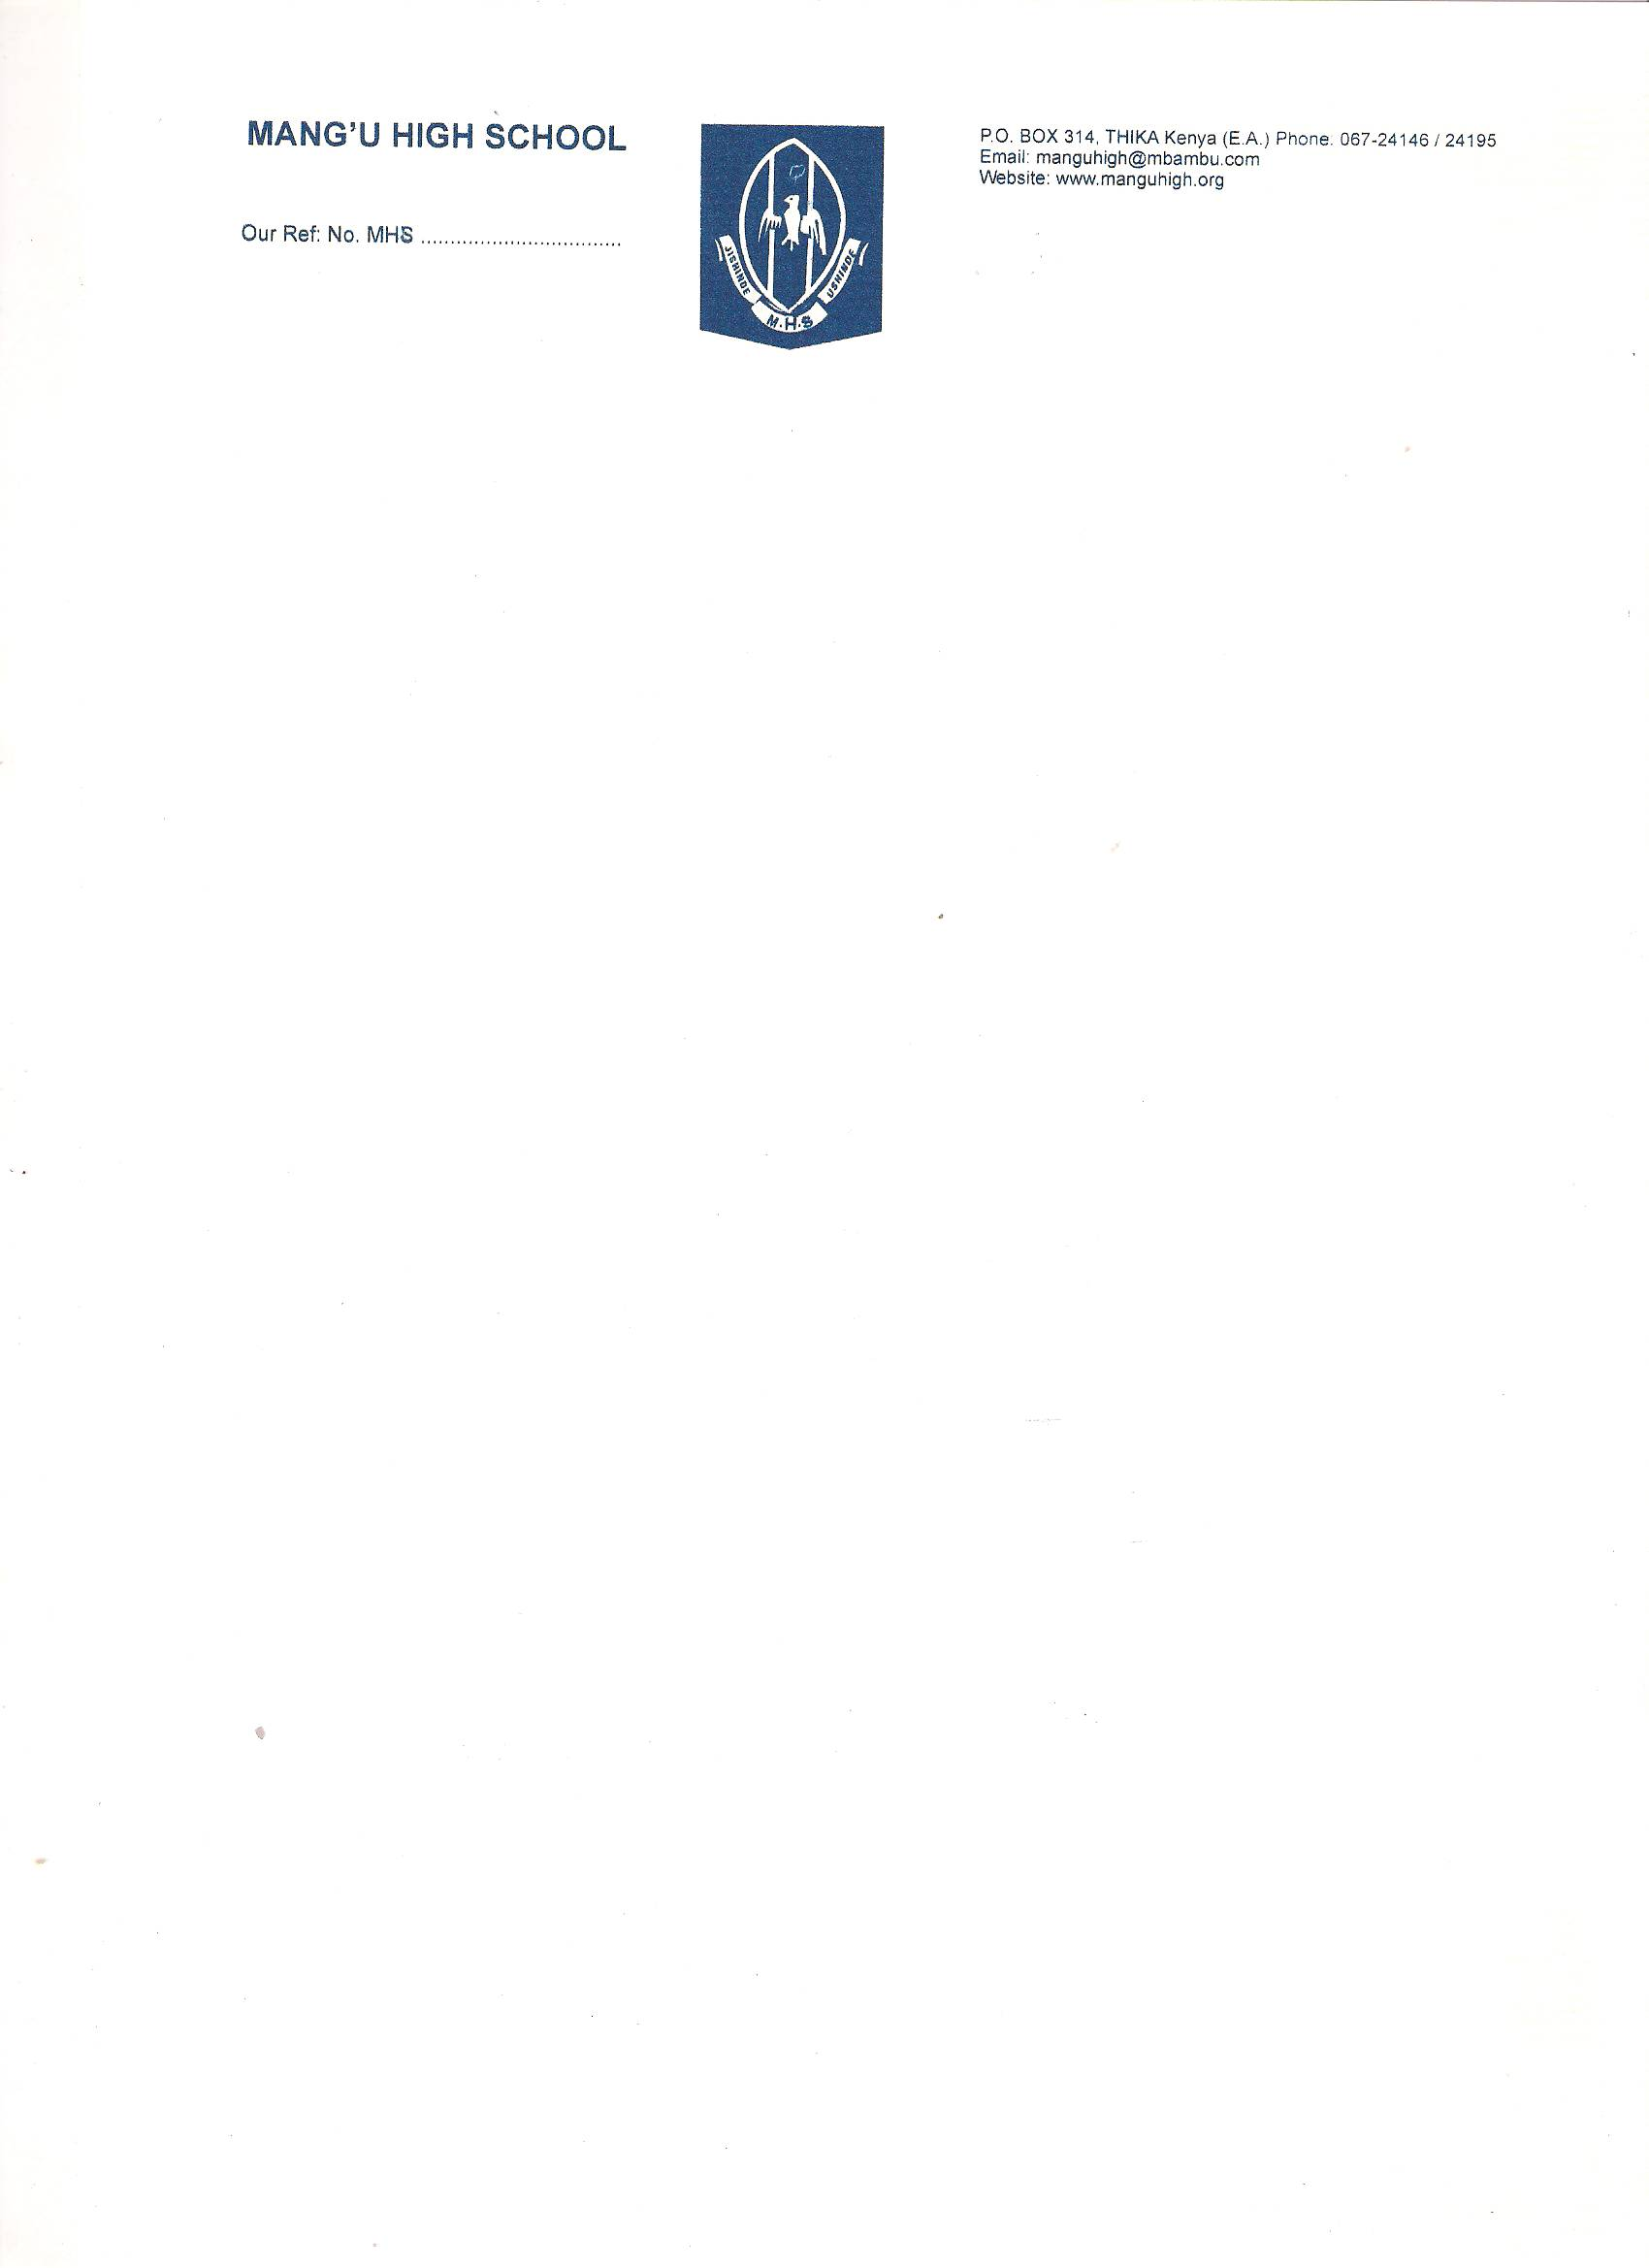 MANG'U HIGH SCHOOL
Our Ref: No. MHS ..................................
JISHINDE
USHINDE
M.H.S
P.O. BOX 314, THIKA Kenya (E.A.) Phone: 067-24146 / 24195
Email: manguhigh@mbambu.com
Website: www.manguhigh.org